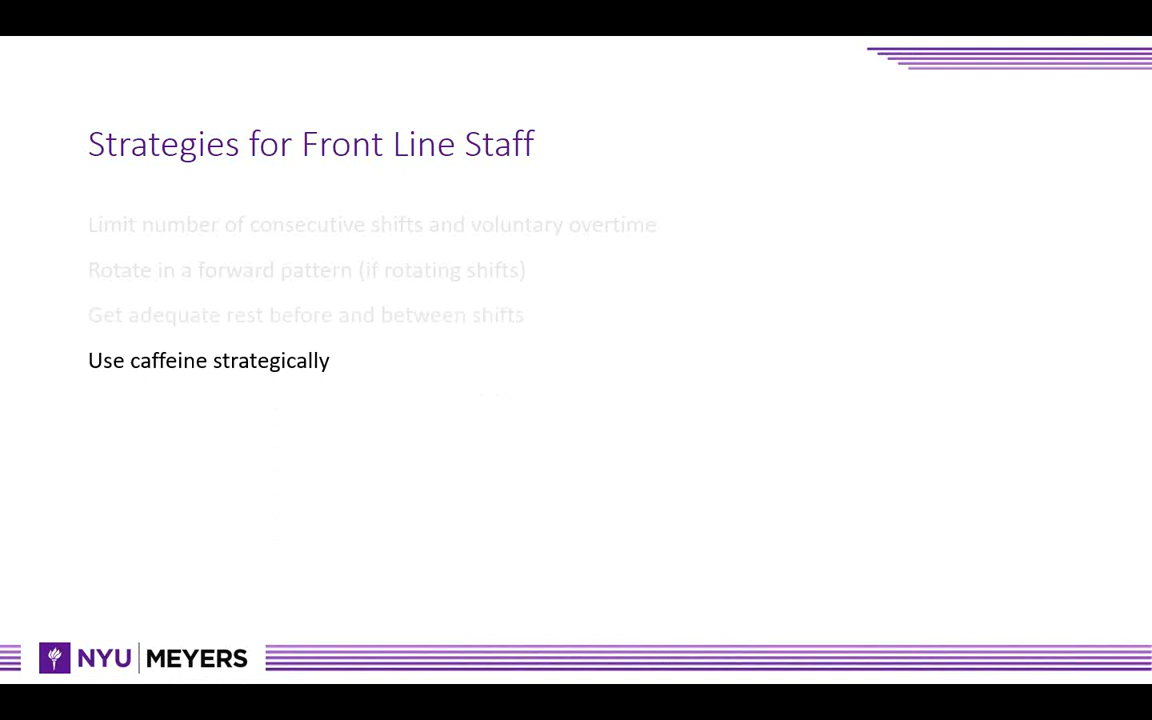 Strategies for Front Line Staff
Limit number of consecutive shifts and voluntary overtime
Rotate in a forward pattern (if rotating shifts)
Get adequate rest before and between shifts
Use caffeine strategically
NYU MEYERS